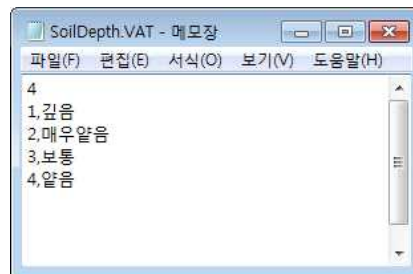 SoilDepth.VAT - 메모장
파일(F) 편집(E) 서식(O) 보기(V) 도움말(H)
4
1,깊음
2,매우얕음
3,보통
4,얕음